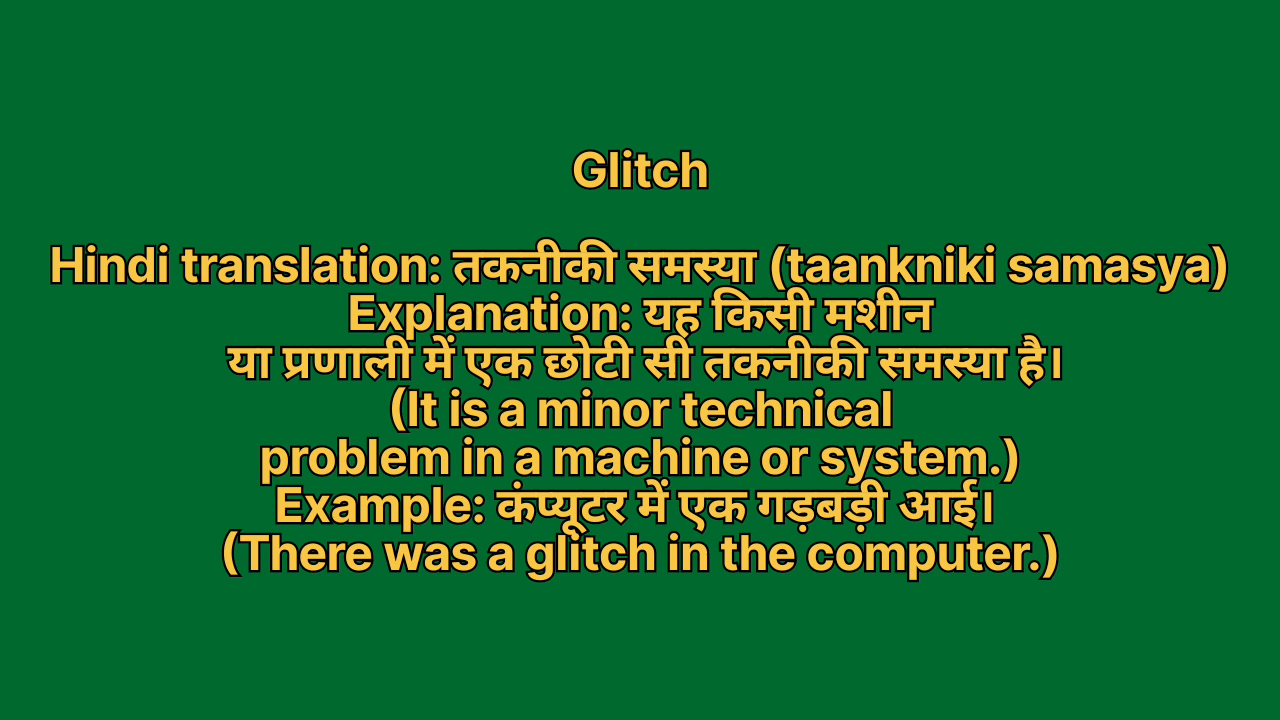 Glitch
Hindi translation: तकनीकी समस्या (taankniki samasya)
Explanation: यह किसी मशीन
या प्रणाली में एक छोटी सी तकनीकी समस्या है।
(It is a minor technical
problem in a machine or system.)
Example: कंप्यूटर में एक गड़बड़ी आई।
(There was a glitch in the computer.)